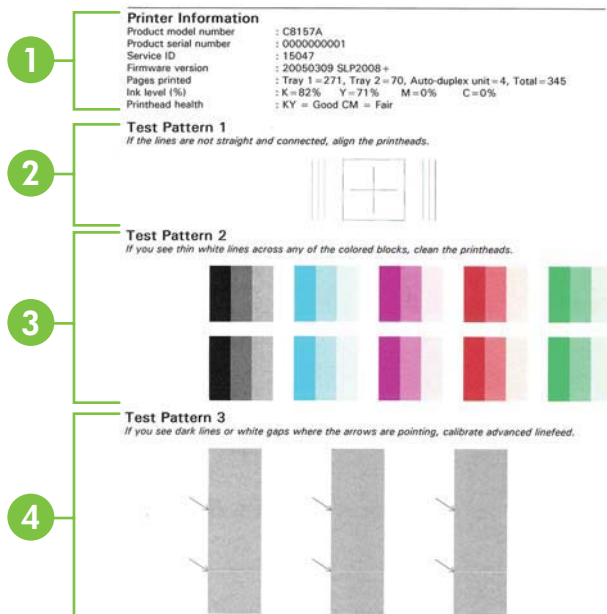 1
Printer Information
Product model number : C8157A
Product serial number : 0000000001
Service ID : 15047
Firmware version : 20050309 SLP2008+
Pages printed : Tray 1=271, Tray 2=70, Auto-duplex unit=4, Total=345
Ink level (%) : K=82% Y=71% M=0% C=0%
Printhead health : KY = Good CM = Fair
2
Test Pattern 1
If the lines are not straight and connected, align the printheads.
3
Test Pattern 2
If you see thin white lines across any of the colored blocks, clean the printheads.
4
Test Pattern 3
If you see dark lines or white gaps where the arrows are pointing, calibrate advanced linefeed.